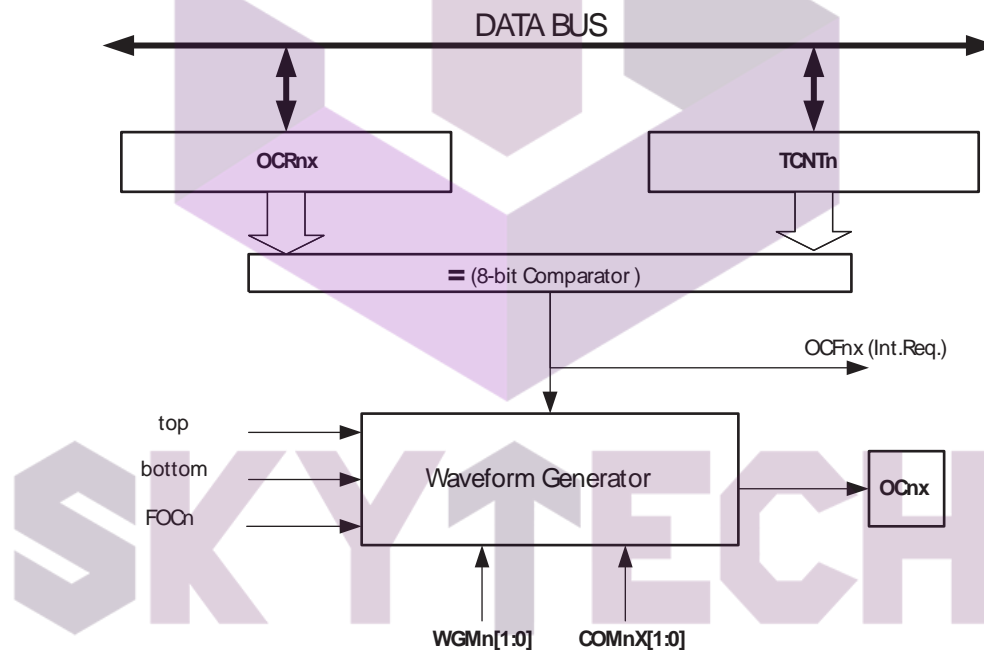 DATA BUS
OCRnx
TCNTn
= (8-bit Comparator )
OCFnx (Int.Req.)
top
bottom
FOCn
Waveform Generator
OCnx
WGMn[1:0]
COMnX[1:0]
SKYTECH